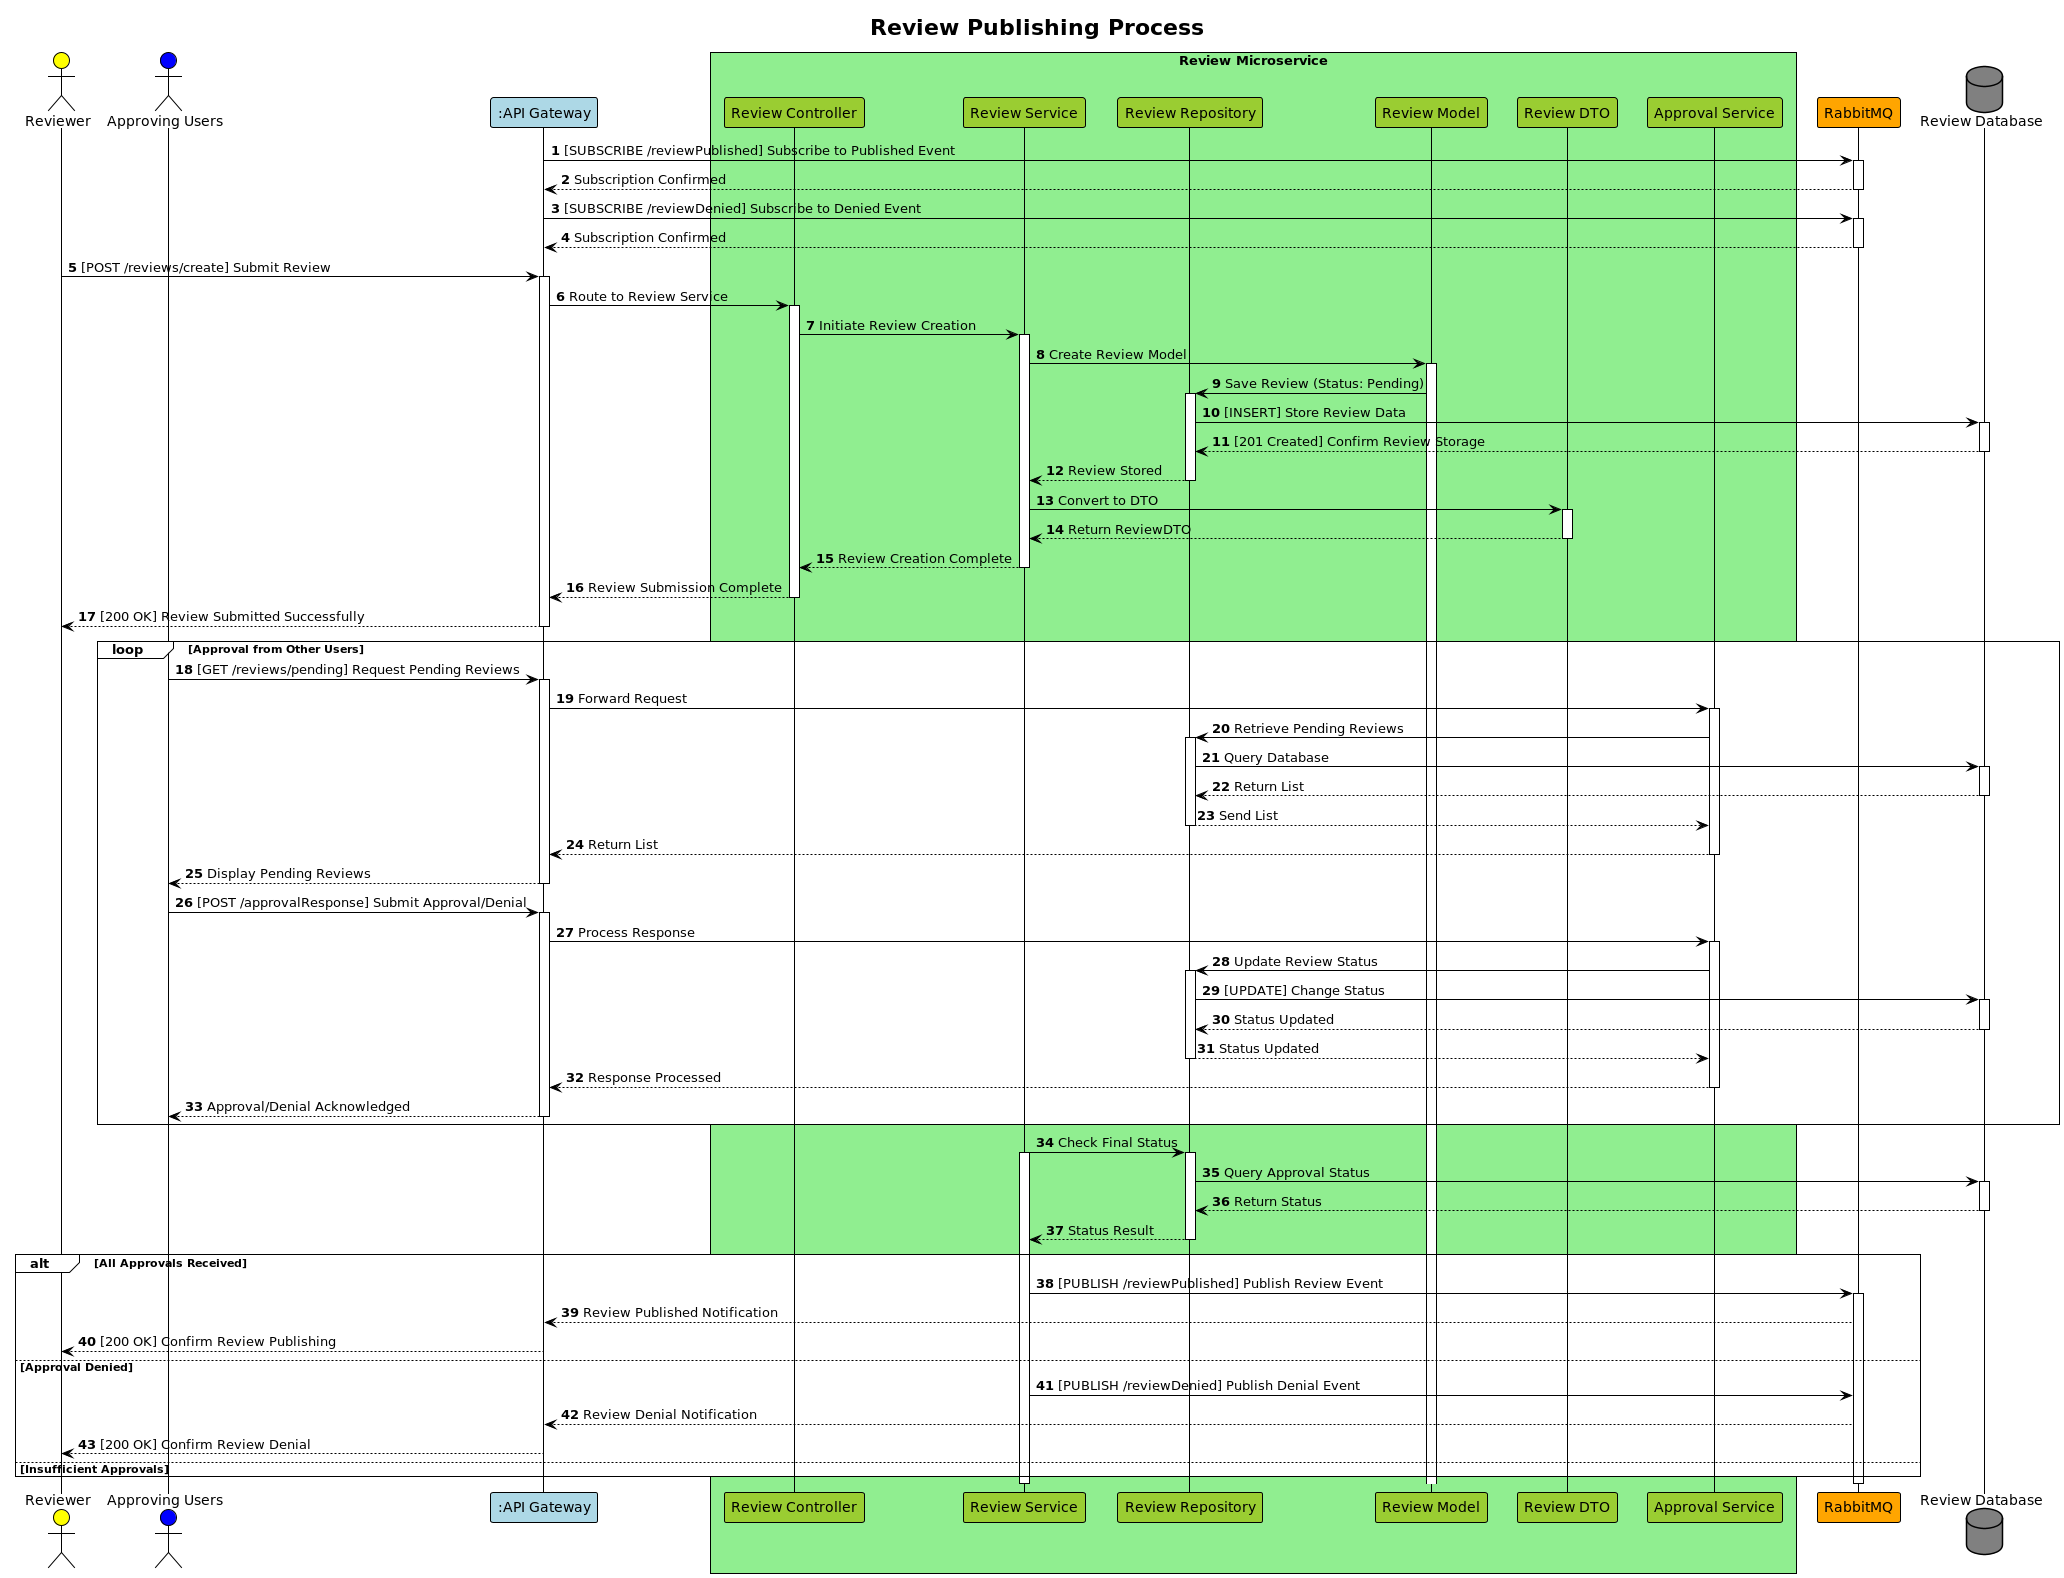 Review Publishing Process
Review Microservice
Reviewer
Approving Users
:API Gateway
Review Controller
Review Service
Review Repository
Review Model
Review DTO
Approval Service
RabbitMQ
Review Database
1 [SUBSCRIBE /reviewPublished] Subscribe to Published Event
2 Subscription Confirmed
3 [SUBSCRIBE /reviewDenied] Subscribe to Denied Event
4 Subscription Confirmed
5 [POST /reviews/create] Submit Review
6 Route to Review Service
7 Initiate Review Creation
8 Create Review Model
9 Save Review (Status: Pending)
10 [INSERT] Store Review Data
11 [201 Created] Confirm Review Storage
12 Review Stored
13 Convert to DTO
14 Return ReviewDTO
15 Review Creation Complete
16 Review Submission Complete
17 [200 OK] Review Submitted Successfully
loop [Approval from Other Users]
18 [GET /reviews/pending] Request Pending Reviews
19 Forward Request
20 Retrieve Pending Reviews
21 Query Database
22 Return List
23 Send List
24 Return List
25 Display Pending Reviews
26 [POST /approvalResponse] Submit Approval/Denial
27 Process Response
28 Update Review Status
29 [UPDATE] Change Status
30 Status Updated
31 Status Updated
32 Response Processed
33 Approval/Denial Acknowledged
34 Check Final Status
35 Query Approval Status
36 Return Status
37 Status Result
alt [All Approvals Received]
38 [PUBLISH /reviewPublished] Publish Review Event
39 Review Published Notification
40 [200 OK] Confirm Review Publishing
[Approval Denied]
41 [PUBLISH /reviewDenied] Publish Denial Event
42 Review Denial Notification
43 [200 OK] Confirm Review Denial
[Insufficient Approvals]
Reviewer
Approving Users
:API Gateway
Review Controller
Review Service
Review Repository
Review Model
Review DTO
Approval Service
RabbitMQ
Review Database